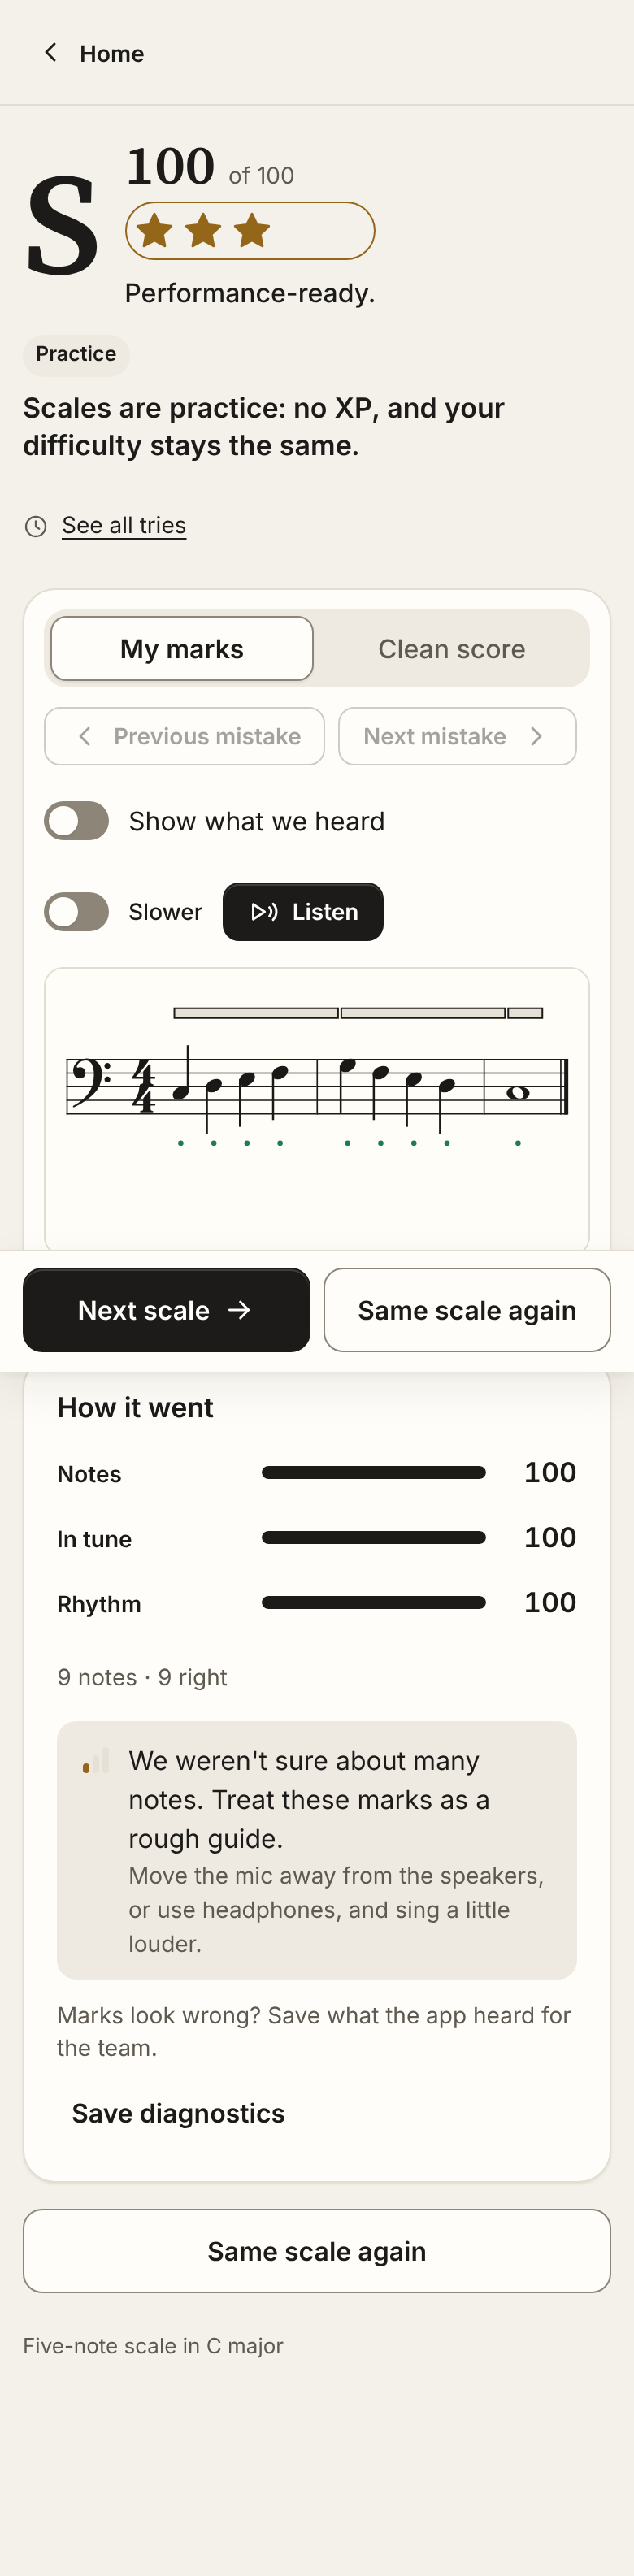 Home
S
100 of 100
Performance-ready.
Practice
Scales are practice: no XP, and your
difficulty stays the same.
See all tries
My marks
Clean score
Previous mistake
Next mistake
Show what we heard
Slower
Listen
4
4
Next scale
Same scale again
How it went
Notes 100
In tune 100
Rhythm 100
9 notes · 9 right
We weren't sure about many
notes. Treat these marks as a
rough guide.
Move the mic away from the speakers,
or use headphones, and sing a little
louder.
Marks look wrong? Save what the app heard for
the team.
Save diagnostics
Same scale again
Five-note scale in C major